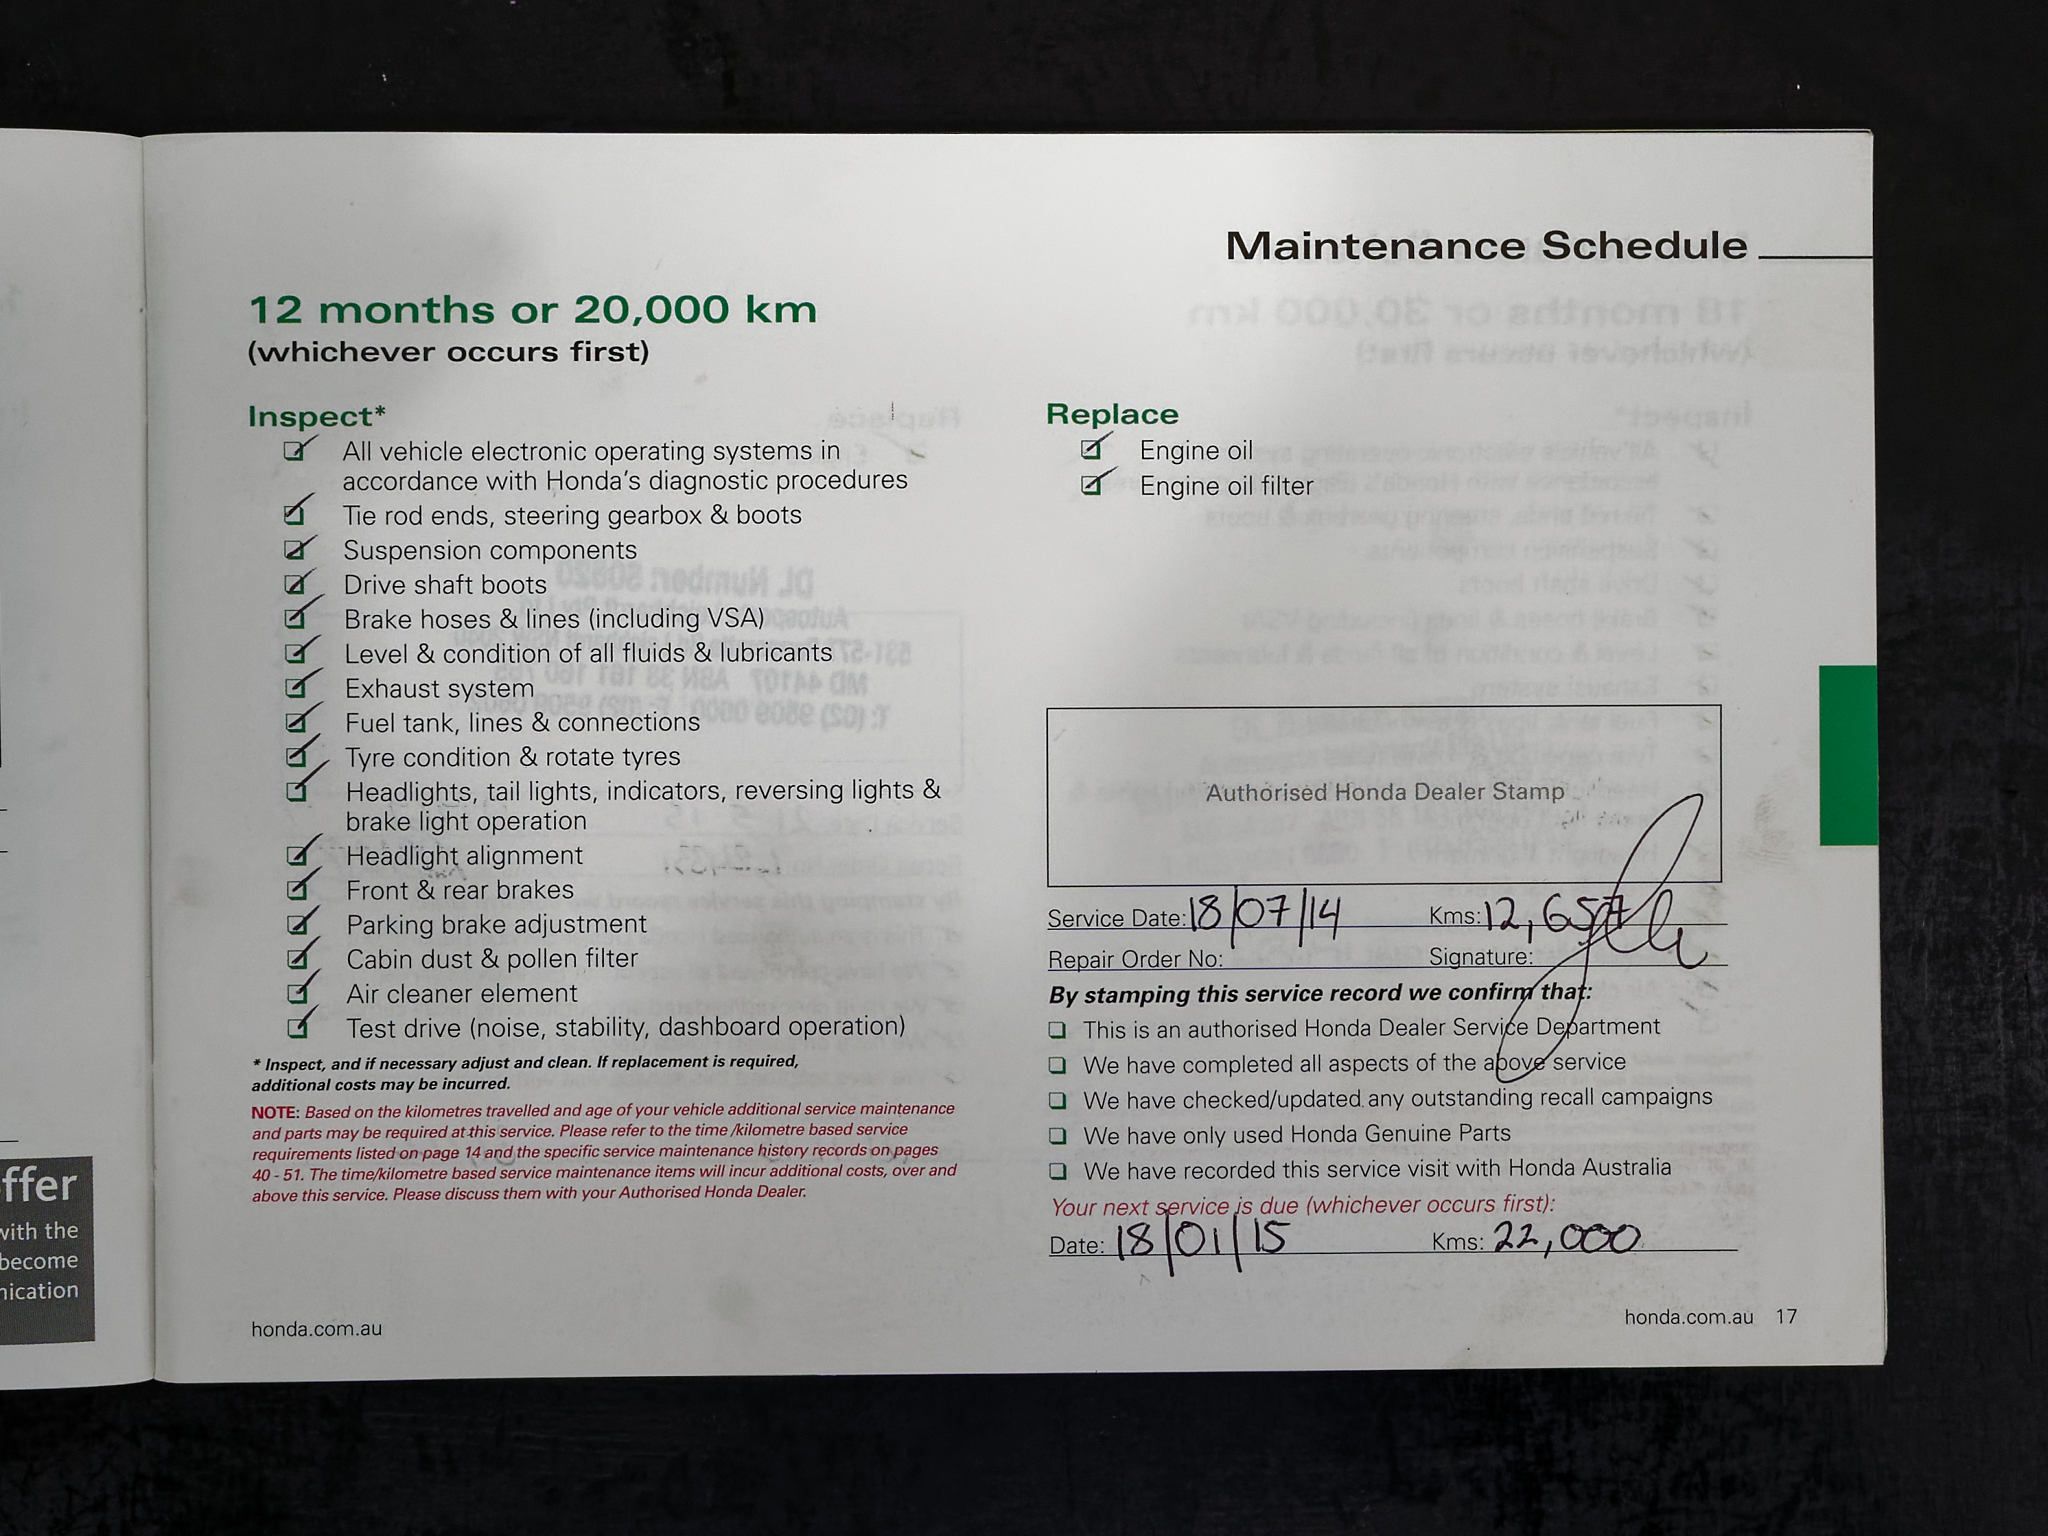 Maintenance Schedule
12 months or 20,000 km
(whichever occurs first)
Inspect*
All vehicle electronic operating systems in
accordance with Honda's diagnostic procedures
Tie rod ends, steering gearbox & boots
Suspension components
Drive shaft boots
Brake hoses & lines (including VSA)
Level & condition of all fluids & lubricants
Exhaust system
Fuel tank, lines & connections
Tyre condition & rotate tyres
Headlights, tail lights, indicators, reversing lights &
brake light operation
Headlight alignment
Front & rear brakes
Parking brake adjustment
Cabin dust & pollen filter
Air cleaner element
Test drive (noise, stability, dashboard operation)
* Inspect, and if necessary adjust and clean. If replacement is required,
additional costs may be incurred.
NOTE: Based on the kilometres travelled and age of your vehicle additional service maintenance
and parts may be required at this service. Please refer to the time /kilometre based service
requirements listed on page 14 and the specific service maintenance history records on pages
40 - 51. The time/kilometre based service maintenance items will incur additional costs, over and
above this service. Please discuss them with your Authorised Honda Dealer.
Replace
Engine oil
Engine oil filter
Authorised Honda Dealer Stamp
Service Date: 18/07/14 Kms: 12,657
Repair Order No: Signature:
By stamping this service record we confirm that:
This is an authorised Honda Dealer Service Department
We have completed all aspects of the above service
We have checked/updated any outstanding recall campaigns
We have only used Honda Genuine Parts
We have recorded this service visit with Honda Australia
Your next service is due (whichever occurs first):
Date: 18/01/15 Kms: 22,000
honda.com.au
honda.com.au 17
ffer
with the
become
nication